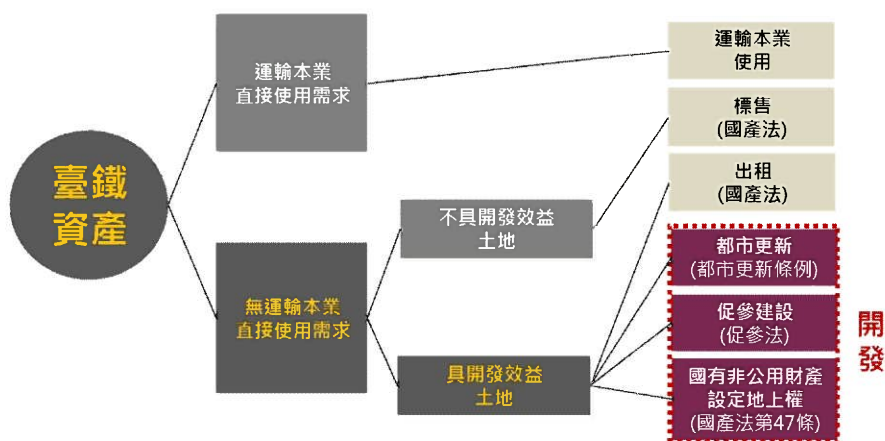 臺鐵
資產
運輸本業
直接使用需求
無運輸本業
直接使用需求
不具開發效益
土地
具開發效益
土地
運輸本業
使用
標售
(國產法)
出租
(國產法)
都市更新
(都市更新條例)
促參建設
(促參法)
國有非公用財產
設定地上權
(國產法第47條)
開
發